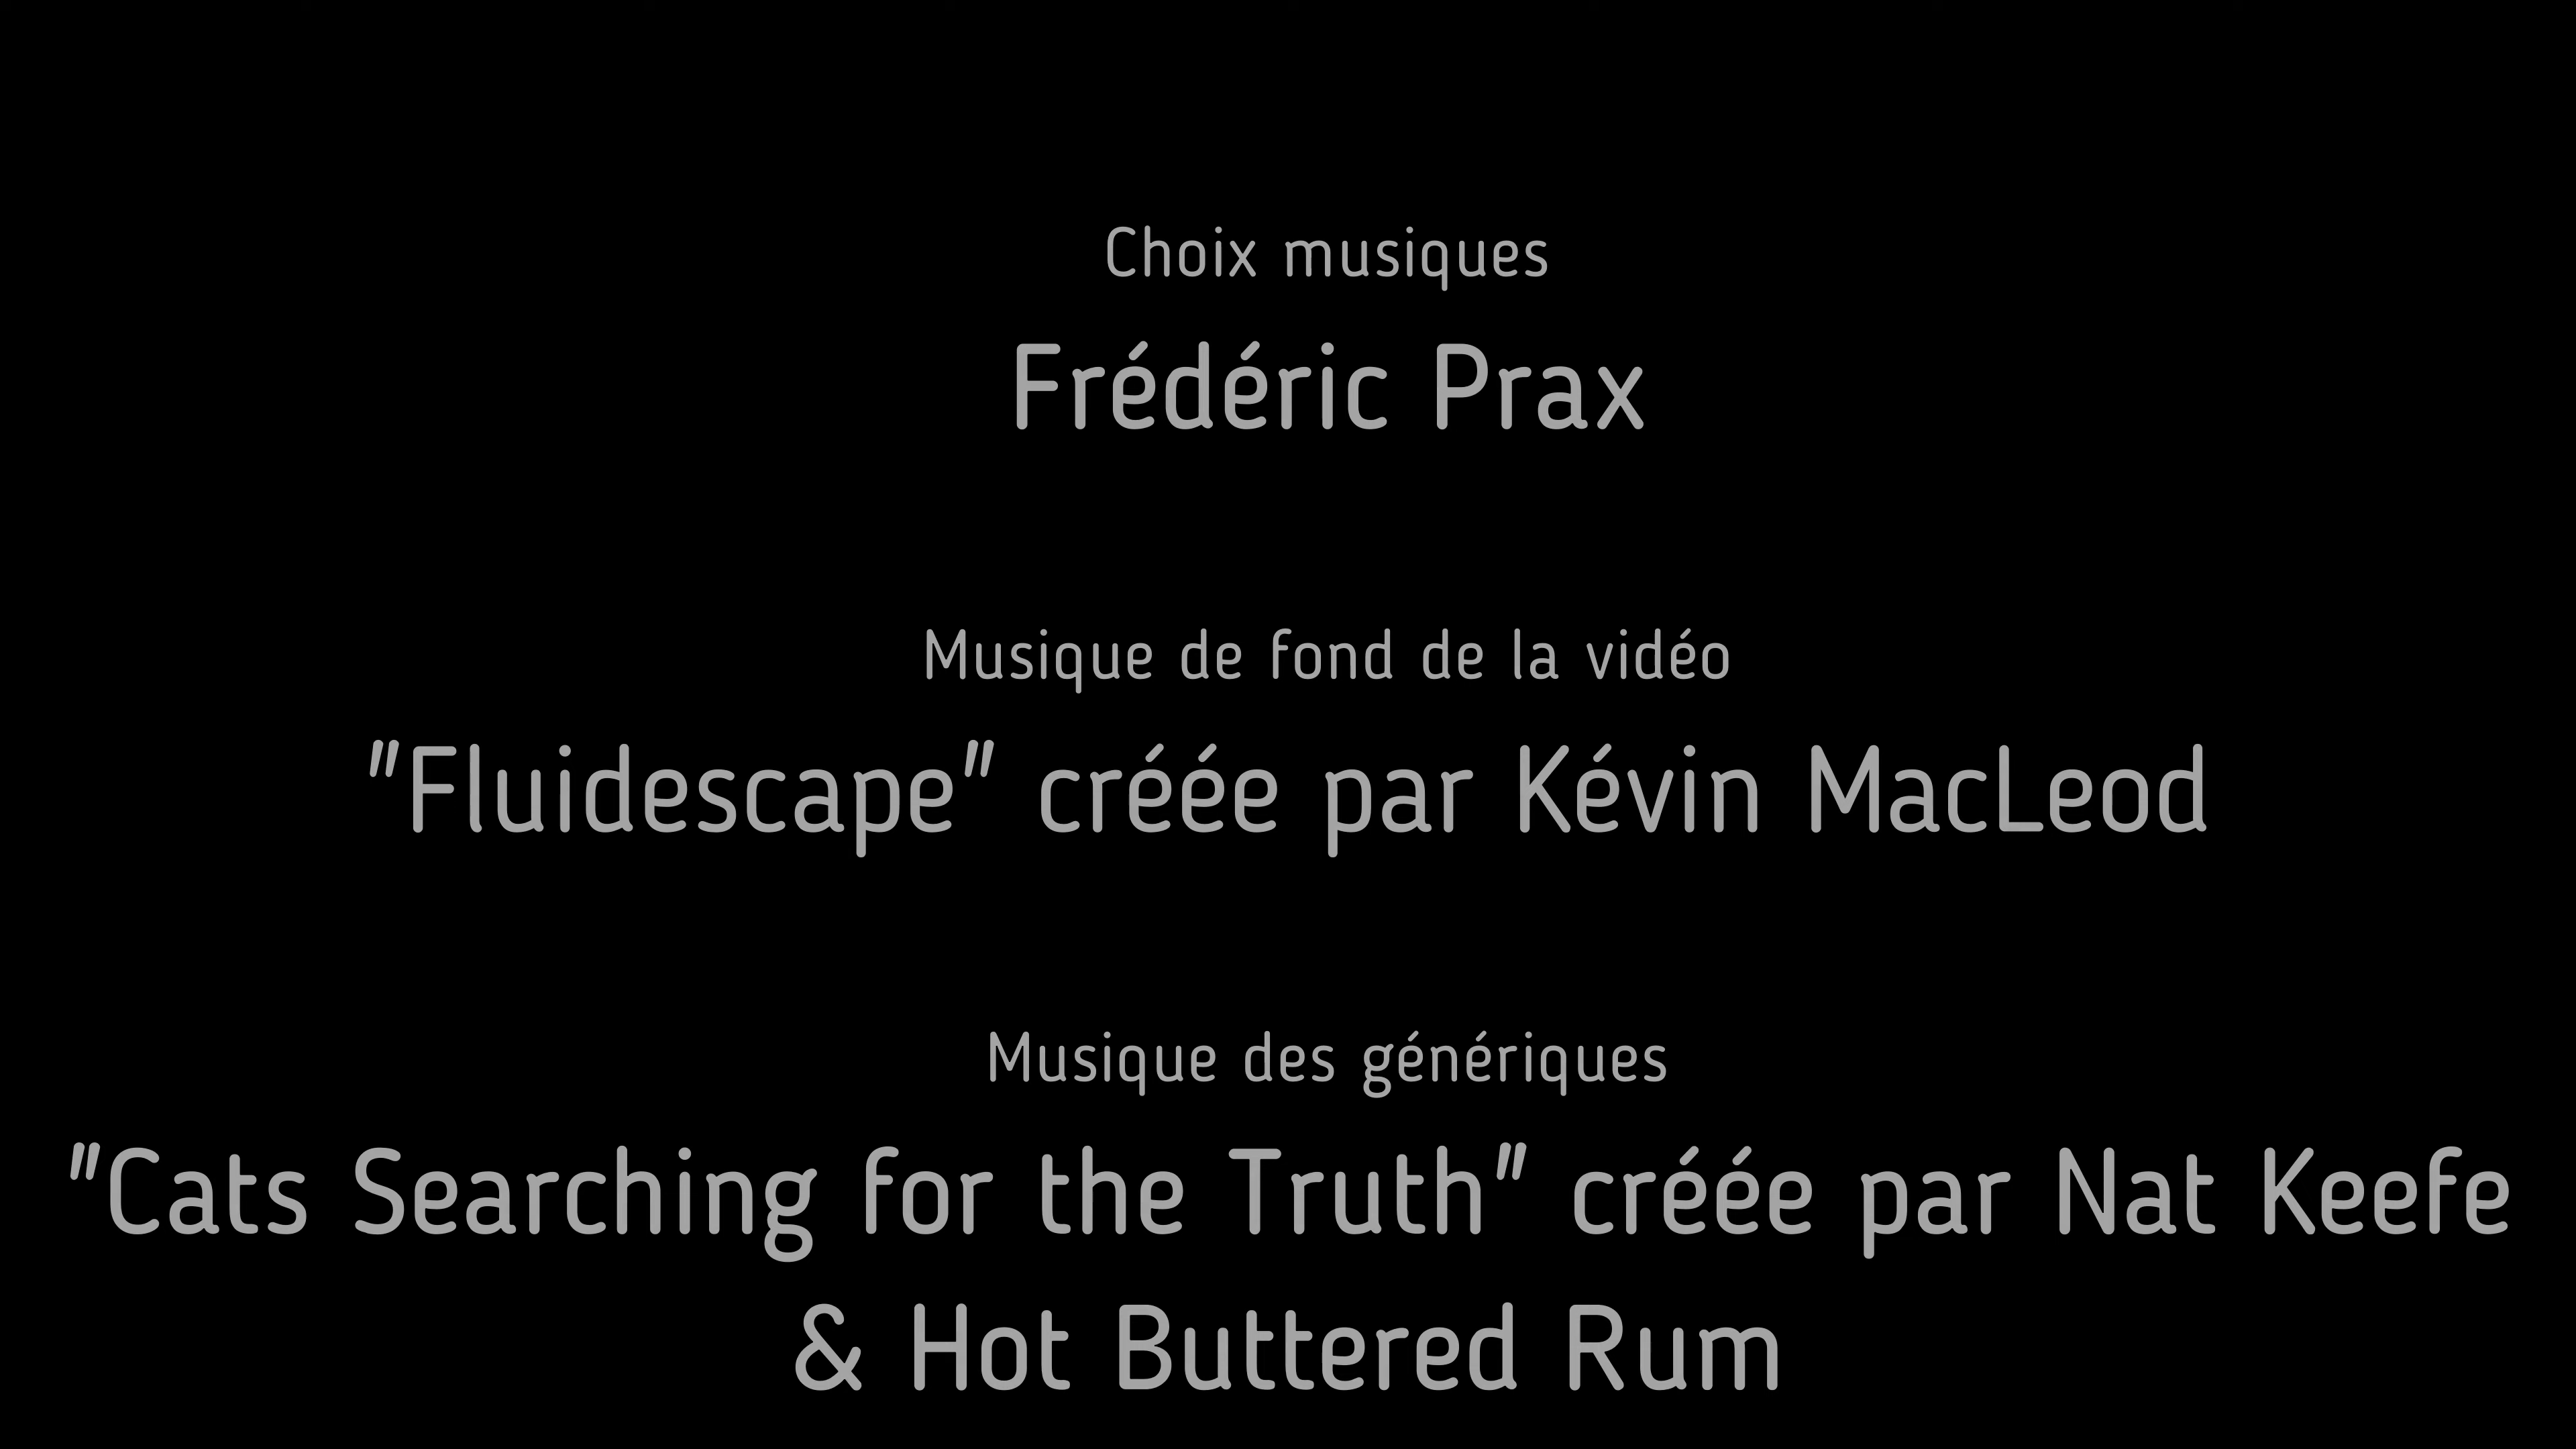 Choix musiques
Frédéric Prax
Musique de fond de la vidéo
"Fluidescape" créée par Kévin MacLeod
Musique des génériques
"Cats Searching for the Truth" créée par Nat Keefe
& Hot Buttered Rum